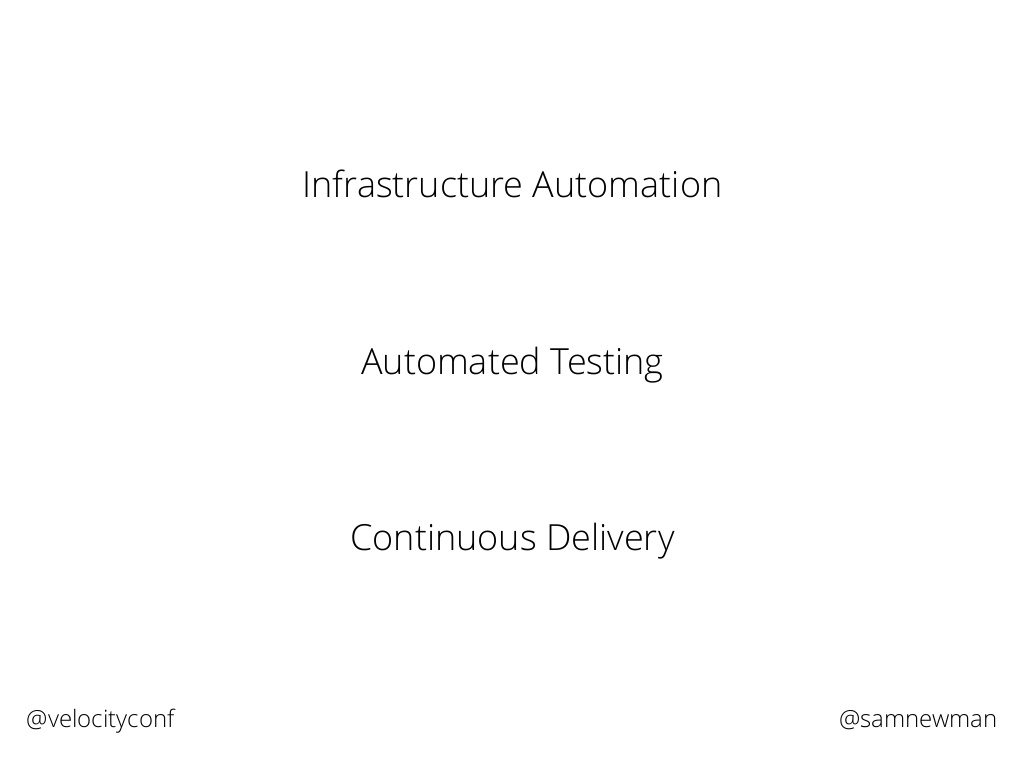 Infrastructure Automation
Automated Testing
Continuous Delivery
@velocityconf
@samnewman